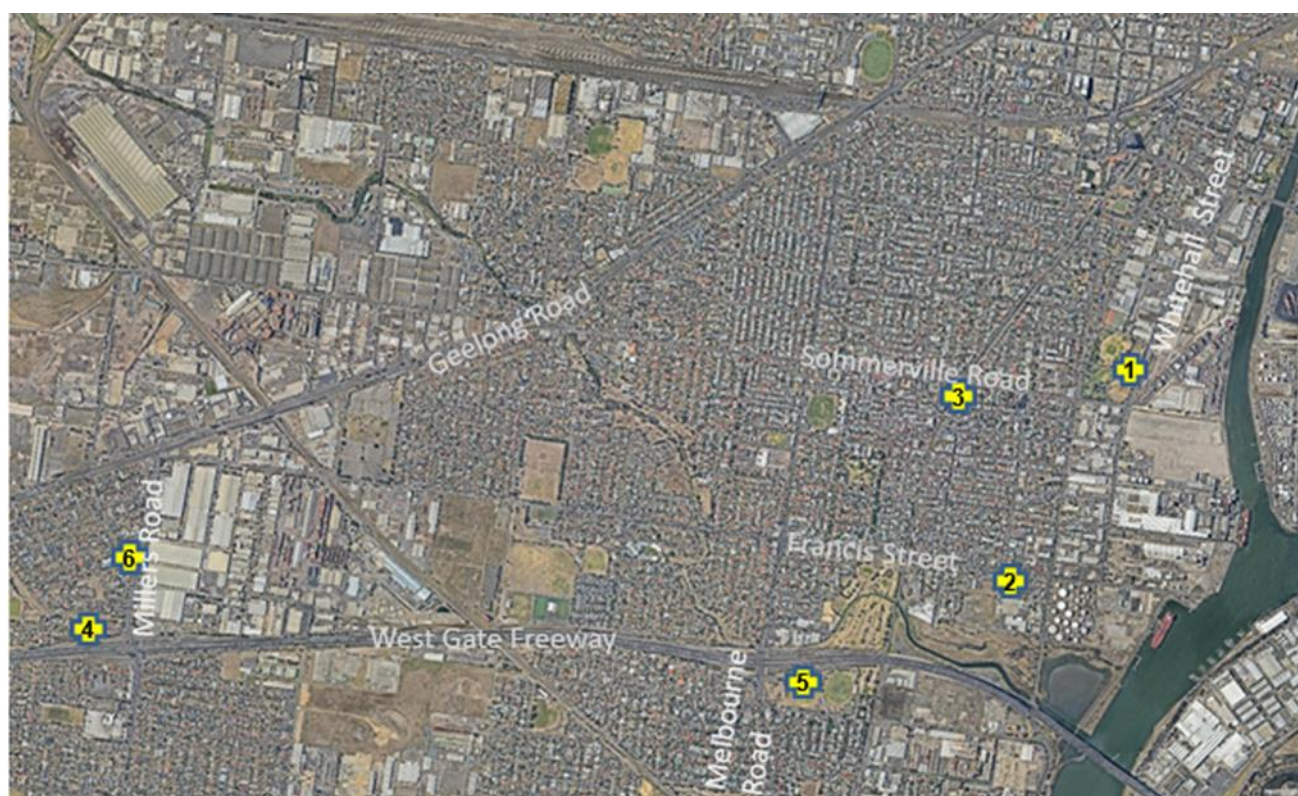 Whitehall Street
Geelong Road
Sommerville Road
1
3
Millers Road
Francis Street
6
2
4
West Gate Freeway
5
Melbourne
Road